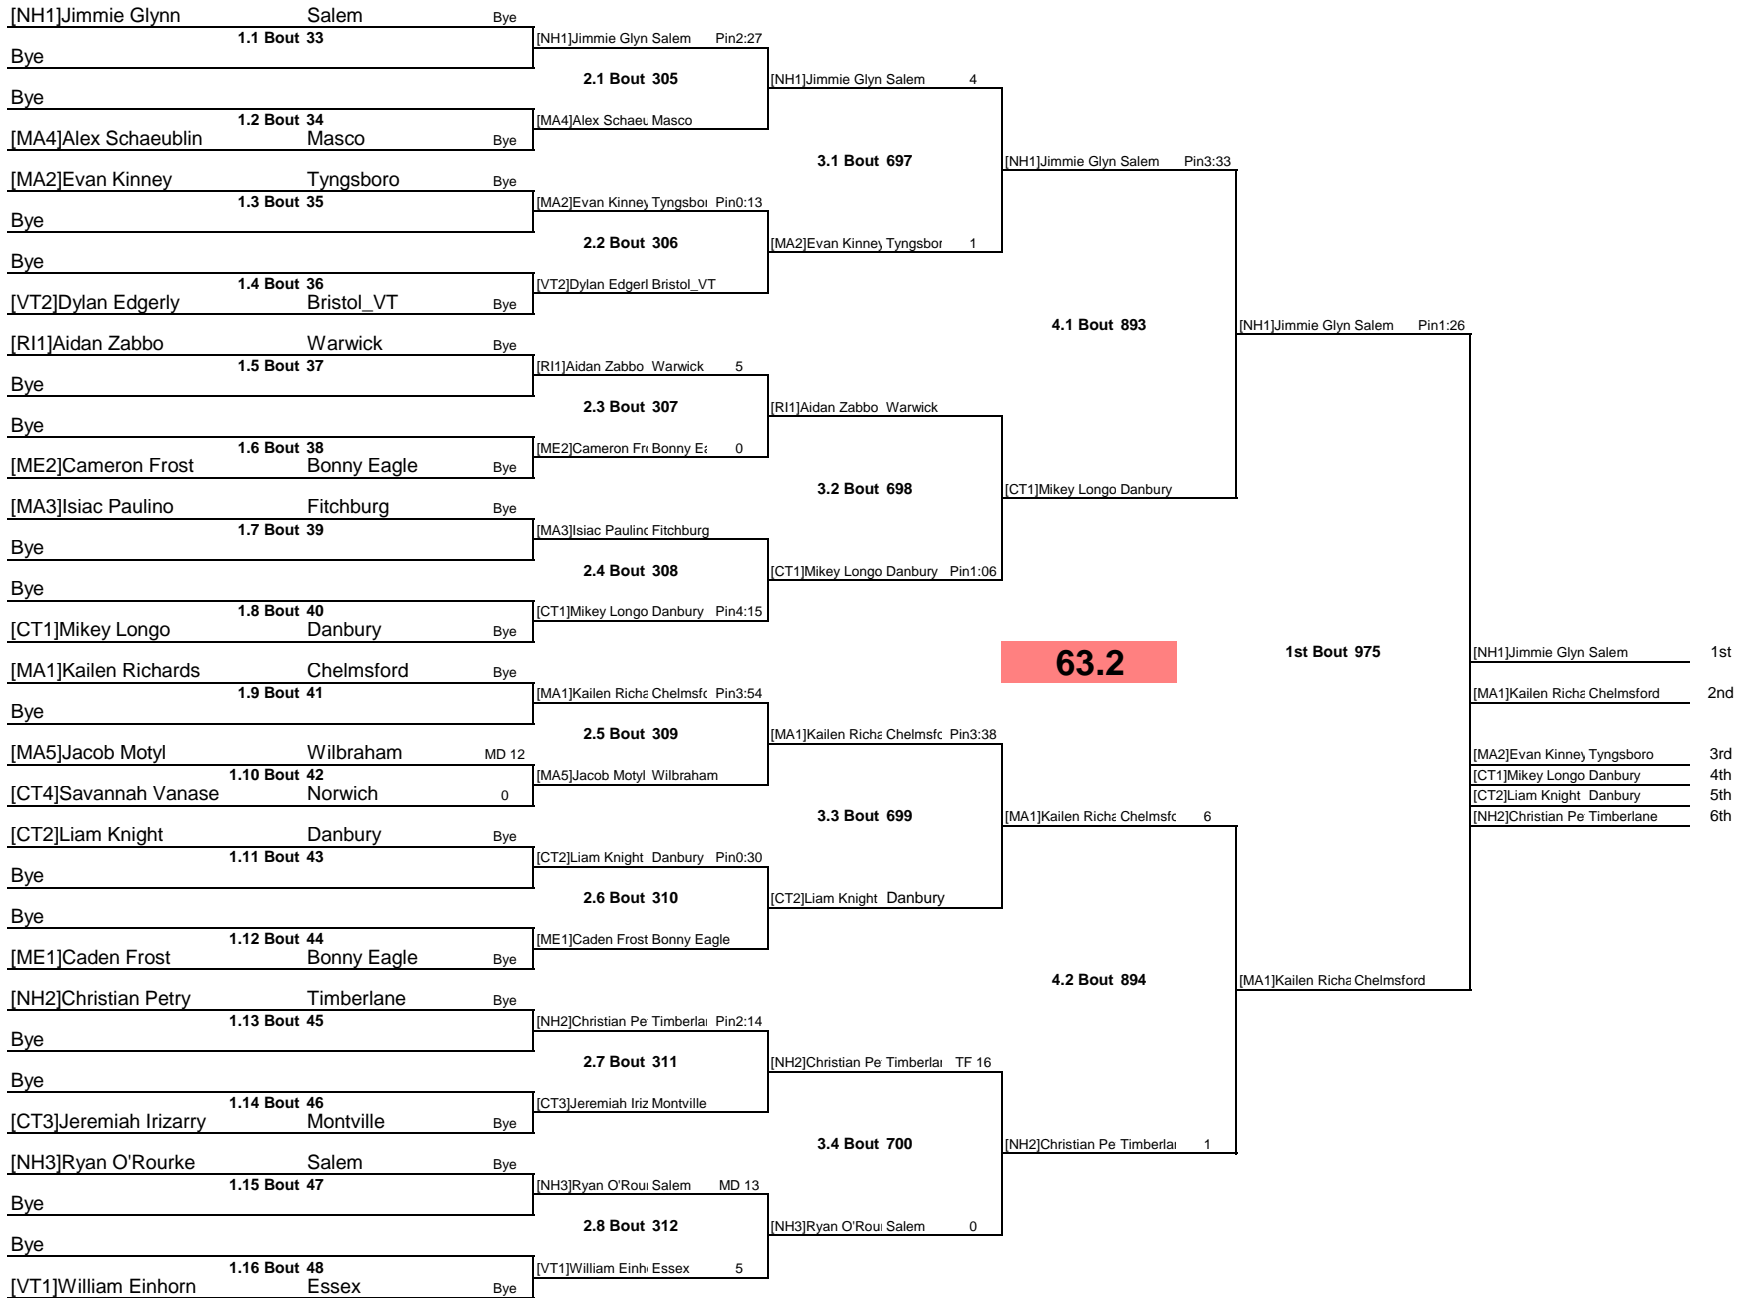 [NH1]Jimmie Glynn Salem Bye
1.1 Bout 33
Bye
Bye
1.2 Bout 34
[MA4]Alex Schaeublin Masco Bye
[MA2]Evan Kinney Tyngsboro Bye
1.3 Bout 35
Bye
Bye
1.4 Bout 36
[VT2]Dylan Edgerly Bristol_VT Bye
[RI1]Aidan Zabbo Warwick Bye
1.5 Bout 37
Bye
Bye
1.6 Bout 38
[ME2]Cameron Frost Bonny Eagle Bye
[MA3]Isiac Paulino Fitchburg Bye
1.7 Bout 39
Bye
Bye
1.8 Bout 40
[CT1]Mikey Longo Danbury Bye
[MA1]Kailen Richards Chelmsford Bye
1.9 Bout 41
Bye
[MA5]Jacob Motyl Wilbraham MD 12
1.10 Bout 42
[CT4]Savannah Vanase Norwich 0
[CT2]Liam Knight Danbury Bye
1.11 Bout 43
Bye
Bye
1.12 Bout 44
[ME1]Caden Frost Bonny Eagle Bye
[NH2]Christian Petry Timberlane Bye
1.13 Bout 45
Bye
Bye
1.14 Bout 46
[CT3]Jeremiah Irizarry Montville Bye
[NH3]Ryan O'Rourke Salem Bye
1.15 Bout 47
Bye
Bye
1.16 Bout 48
[VT1]William Einhorn Essex Bye
[NH1]Jimmie Glyn Salem Pin2:27
2.1 Bout 305
[MA4]Alex Schaeu Masco
[MA2]Evan Kinney Tyngsbor Pin0:13
2.2 Bout 306
[VT2]Dylan Edgerl Bristol_VT
[RI1]Aidan Zabbo Warwick 5
2.3 Bout 307
[ME2]Cameron Fro Bonny Ea 0
[MA3]Isiac Paulino Fitchburg
2.4 Bout 308
[CT1]Mikey Longo Danbury Pin4:15
[MA1]Kailen Richa Chelmsfo Pin3:54
2.5 Bout 309
[MA5]Jacob Motyl Wilbraham
[CT2]Liam Knight Danbury Pin0:30
2.6 Bout 310
[ME1]Caden Frost Bonny Eagle
[NH2]Christian Pe Timberlan Pin2:14
2.7 Bout 311
[CT3]Jeremiah Iriz Montville
[NH3]Ryan O'Rour Salem MD 13
2.8 Bout 312
[VT1]William Einh Essex 5
[NH1]Jimmie Glyn Salem 4
3.1 Bout 697
[MA2]Evan Kinney Tyngsbor 1
[RI1]Aidan Zabbo Warwick
3.2 Bout 698
[CT1]Mikey Longo Danbury Pin1:06
[MA1]Kailen Richa Chelmsfo Pin3:38
3.3 Bout 699
[CT2]Liam Knight Danbury
[NH2]Christian Pe Timberlan TF 16
3.4 Bout 700
[NH3]Ryan O'Rour Salem 0
[NH1]Jimmie Glyn Salem Pin3:33
4.1 Bout 893
[CT1]Mikey Longo Danbury
63.2
[MA1]Kailen Richa Chelmsfo 6
4.2 Bout 894
[NH2]Christian Pe Timberlan 1
[NH1]Jimmie Glyn Salem Pin1:26
1st Bout 975
[MA1]Kailen Richa Chelmsford
[NH1]Jimmie Glyn Salem 1st
[MA1]Kailen Richa Chelmsford 2nd
[MA2]Evan Kinney Tyngsboro 3rd
[CT1]Mikey Longo Danbury 4th
[CT2]Liam Knight Danbury 5th
[NH2]Christian Pe Timberlane 6th